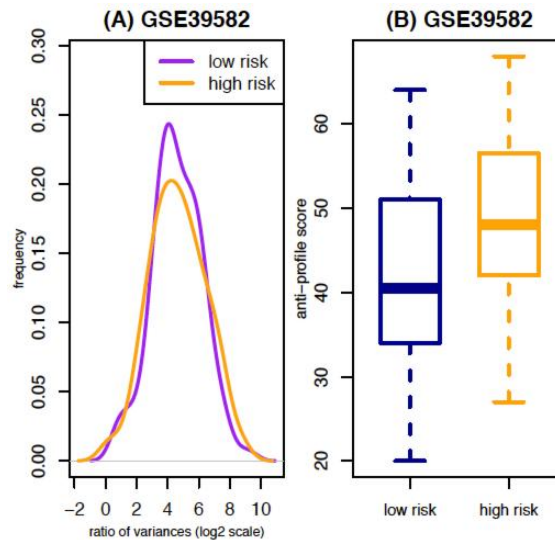 (A) GSE39582
low risk
high risk
0.30
0.25
0.20
0.15
0.10
0.05
0.00
frequency
−2 0 2 4 6 8 10
ratio of variances (log2 scale)
(B) GSE39582
60
50
40
30
20
anti-profile score
low risk high risk